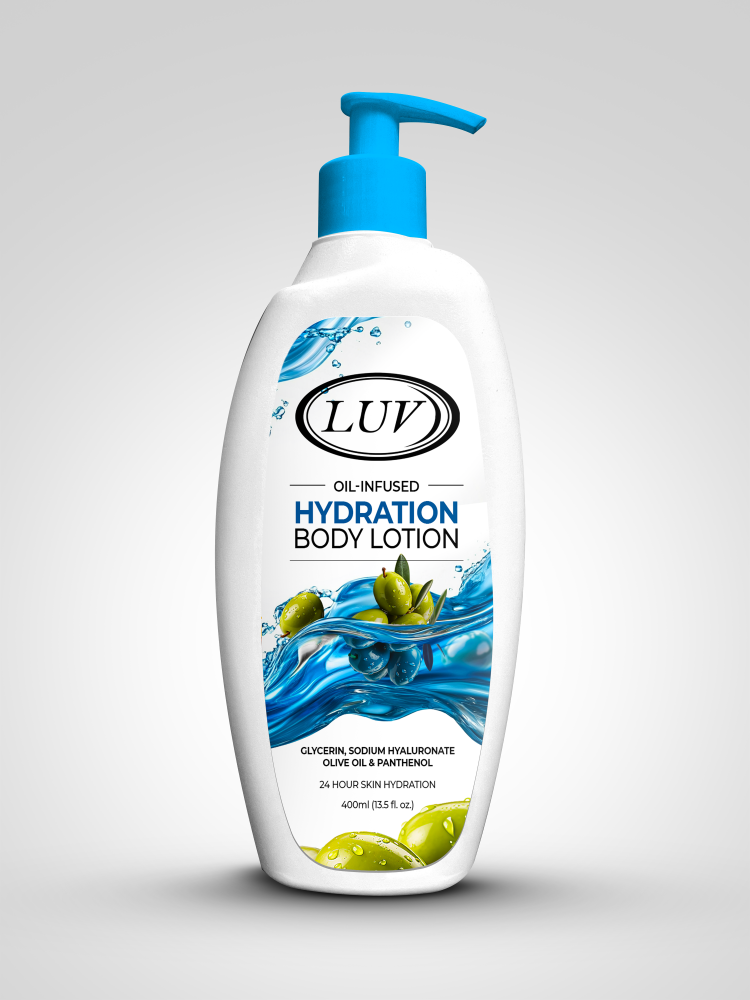 LUV
OIL-INFUSED
HYDRATION
BODY LOTION
GLYCERIN, SODIUM HYALURONATE
OLIVE OIL & PANTHENOL
24 HOUR SKIN HYDRATION
400ml (13.5 fl. oz.)